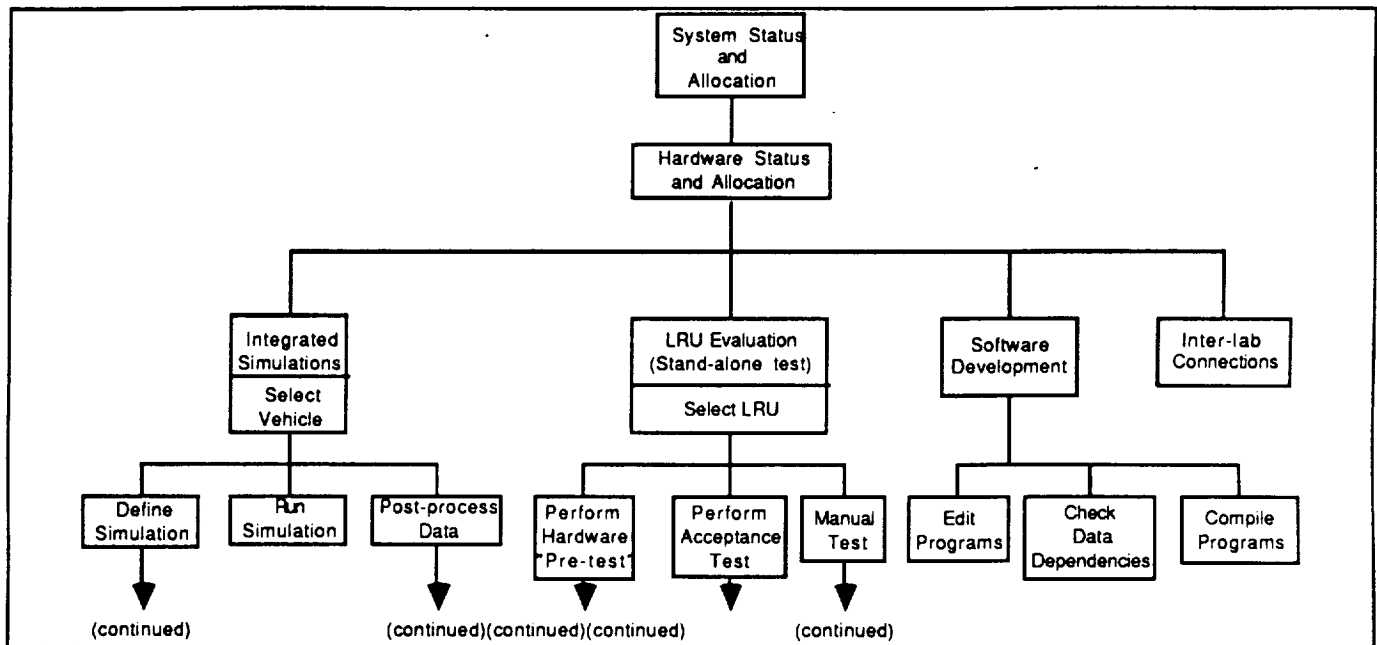 System Status
and
Allocation
Hardware Status
and Allocation
Integrated
Simulations
Select
Vehicle
LRU Evaluation
(Stand-alone test)
Select LRU
Software
Development
Inter-lab
Connections
Define
Simulation
Run
Simulation
Post-process
Data
Perform
Hardware
"Pre-test"
Perform
Acceptance
Test
Manual
Test
Edit
Programs
Check
Data
Dependencies
Compile
Programs
(continued)
(continued)(continued)(continued)
(continued)